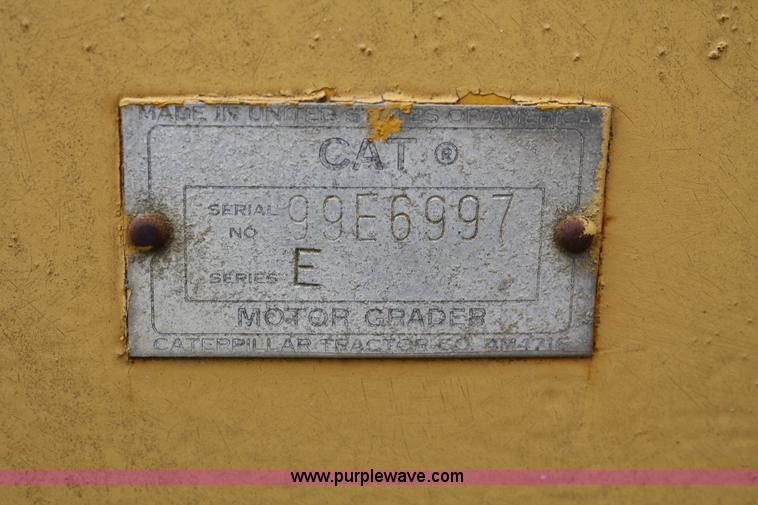 MADE IN UNITED STATES OF AMERICA
CAT ®
SERIAL NO 99E6997
SERIES E
MOTOR GRADER
CATERPILLAR TRACTOR CO.
www.purplewave.com